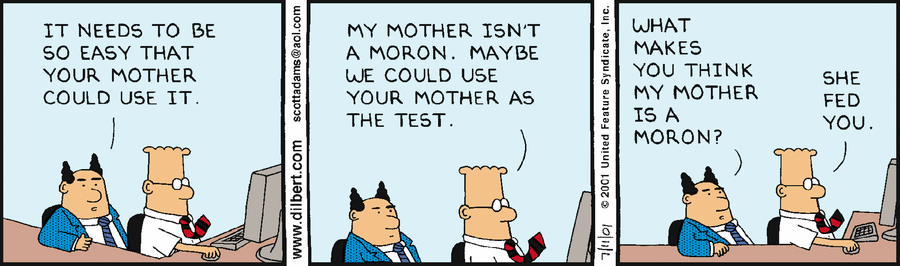 IT NEEDS TO BE
SO EASY THAT
YOUR MOTHER
COULD USE IT.
www.dilbert.com scottadams@aol.com
MY MOTHER ISN'T
A MORON. MAYBE
WE COULD USE
YOUR MOTHER AS
THE TEST.
7/11/01 © 2001 United Feature Syndicate, Inc.
WHAT
MAKES
YOU THINK
MY MOTHER
IS A
MORON?
SHE
FED
YOU.